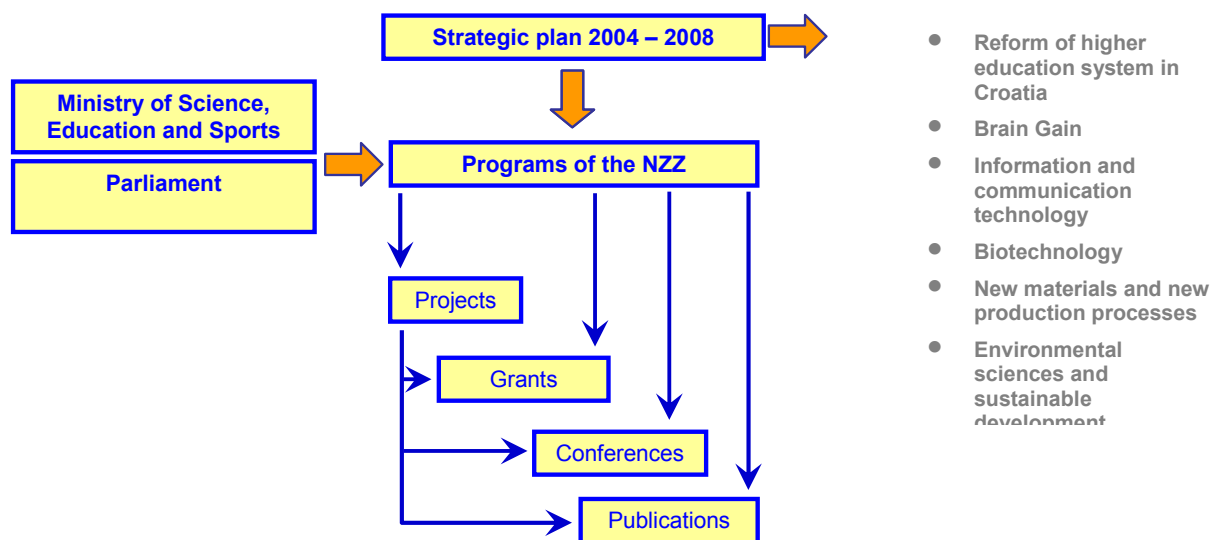 Strategic plan 2004 – 2008
Ministry of Science,
Education and Sports
Parliament
Programs of the NZZ
Projects
Grants
Conferences
Publications
Reform of higher
education system in
Croatia
Brain Gain
Information and
communication
technology
Biotechnology
New materials and new
production processes
Environmental
sciences and
sustainable
development